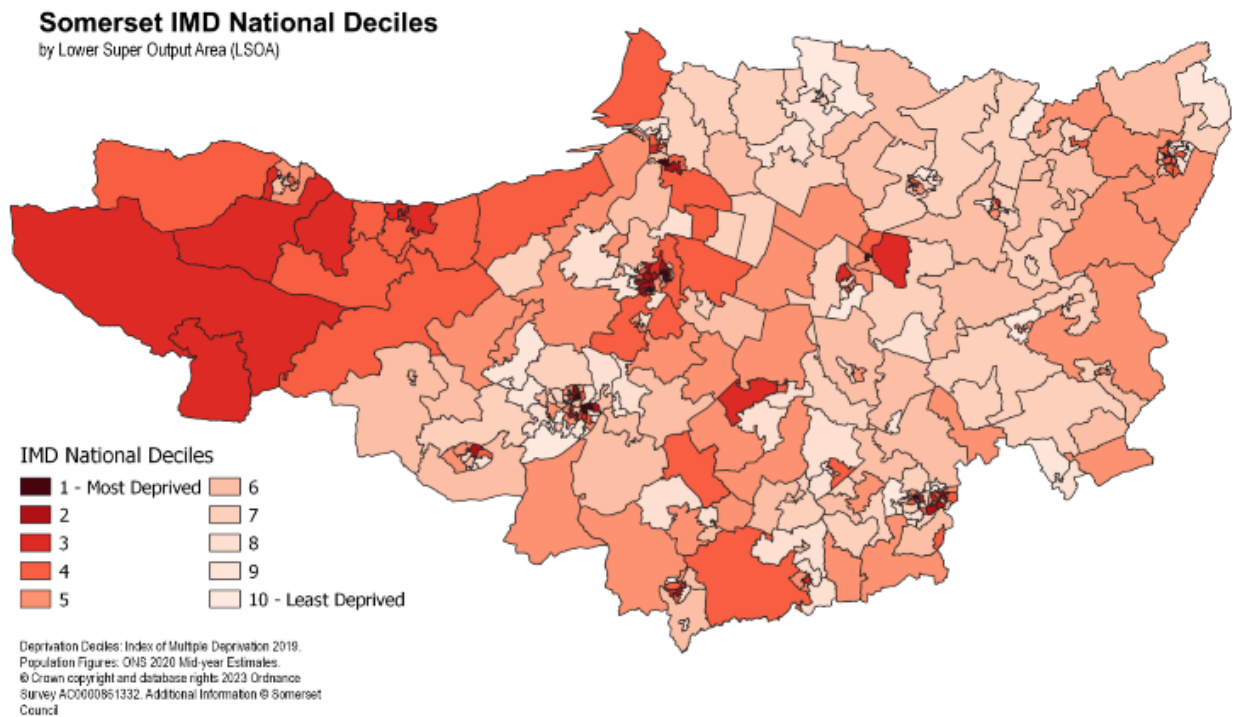 Somerset IMD National Deciles
by Lower Super Output Area (LSOA)
IMD National Deciles
1 - Most Deprived
2
3
4
5
6
7
8
9
10 - Least Deprived
Deprivation Deciles: Index of Multiple Deprivation 2019.
Population Figures: ONS 2020 Mid-year Estimates.
© Crown copyright and database rights 2023 Ordnance
Survey AC0000861332. Additional Information © Somerset
Council